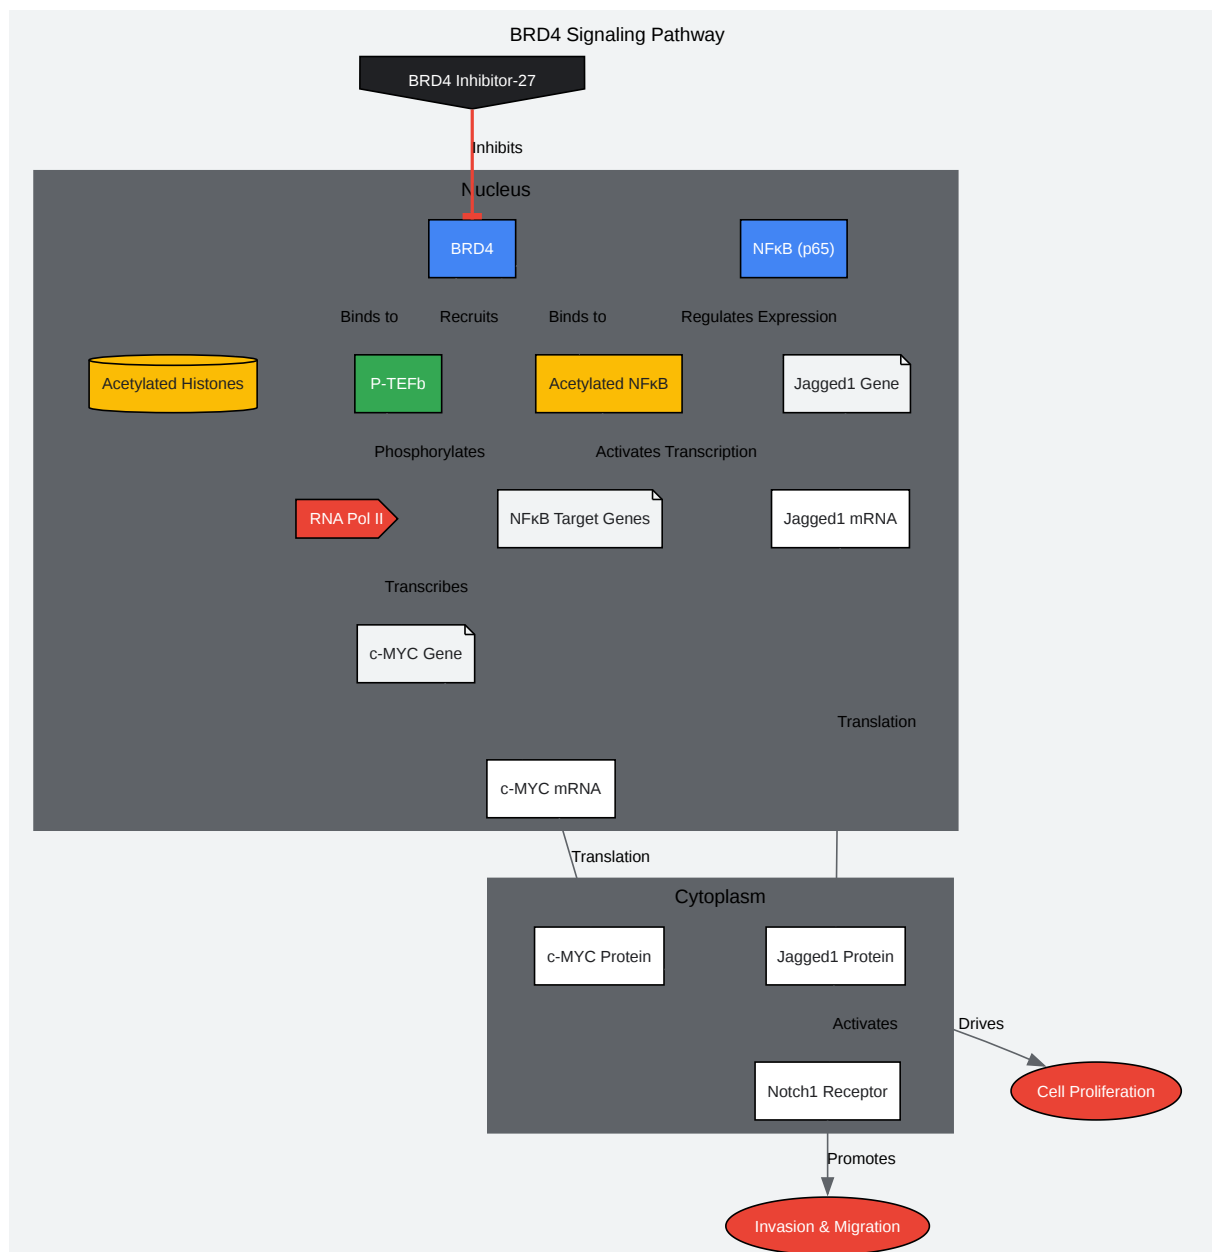 BRD4 Signaling Pathway
BRD4 Inhibitor-27
Inhibits
Nucleus
BRD4
NFκB (p65)
Binds to
Recruits
Binds to
Regulates Expression
Acetylated Histones
P-TEFb
Acetylated NFκB
Jagged1 Gene
Phosphorylates
Activates Transcription
RNA Pol II
NFκB Target Genes
Jagged1 mRNA
Transcribes
c-MYC Gene
Translation
c-MYC mRNA
Translation
Cytoplasm
c-MYC Protein
Jagged1 Protein
Activates
Drives
Notch1 Receptor
Cell Proliferation
Promotes
Invasion & Migration